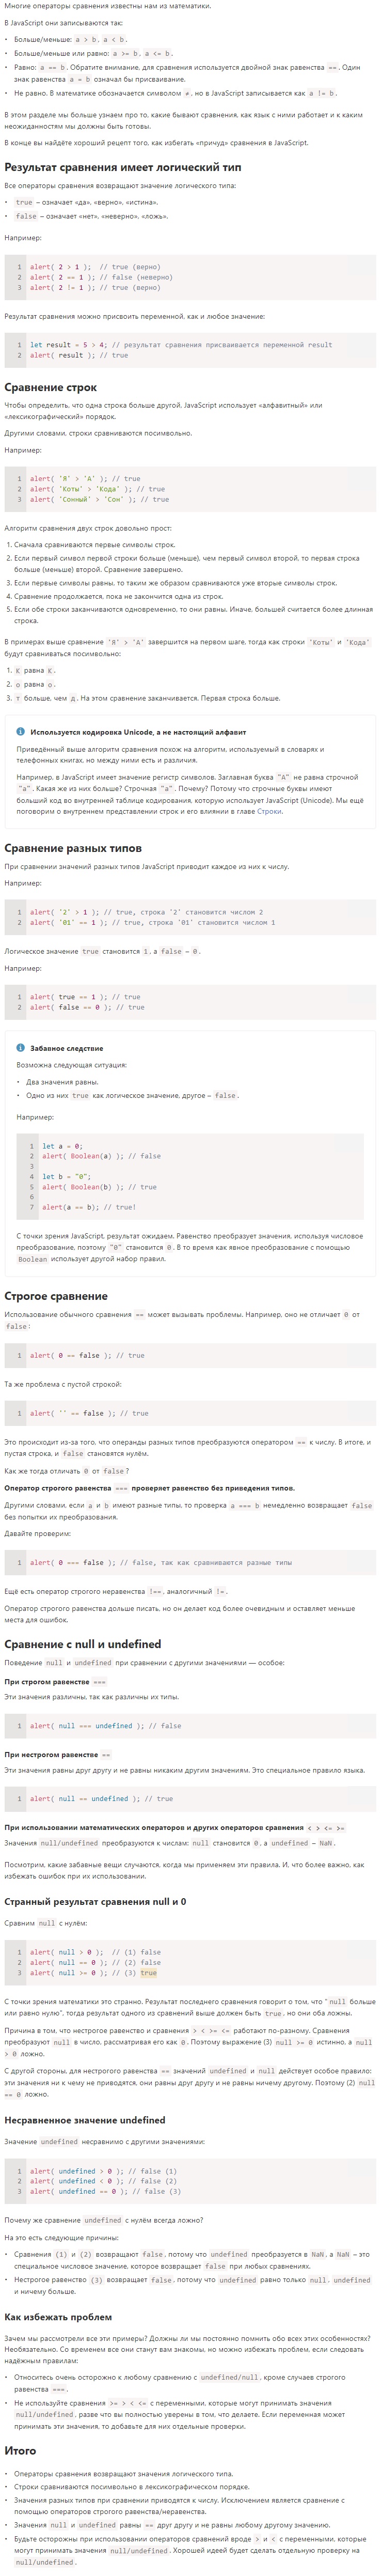 Многие операторы сравнения известны нам из математики.
В JavaScript они записываются так:
• Больше/меньше: a > b, a < b.
• Больше/меньше или равно: a >= b, a <= b.
• Равно: a == b. Обратите внимание, для сравнения используется двойной знак равенства ==. Один
знак равенства a = b означал бы присваивание.
• Не равно. В математике обозначается символом ≠, но в JavaScript записывается как a != b.
В этом разделе мы больше узнаем про то, какие бывают сравнения, как язык с ними работает и к каким
неожиданностям мы должны быть готовы.
В конце вы найдёте хороший рецепт того, как избегать «причуд» сравнения в JavaScript.
Результат сравнения имеет логический тип
Все операторы сравнения возвращают значение логического типа:
• true – означает «да», «верно», «истина».
• false – означает «нет», «неверно», «ложь».
Например:
1 alert( 2 > 1 );  // true (верно)
2 alert( 2 == 1 ); // false (неверно)
3 alert( 2 != 1 ); // true (верно)
Результат сравнения можно присвоить переменной, как и любое значение:
1 let result = 5 > 4; // результат сравнения присваивается переменной result
2 alert( result ); // true
Сравнение строк
Чтобы определить, что одна строка больше другой, JavaScript использует «алфавитный» или
«лексикографический» порядок.
Другими словами, строки сравниваются посимвольно.
Например:
1 alert( 'Я' > 'А' ); // true
2 alert( 'Коты' > 'Кода' ); // true
3 alert( 'Сонный' > 'Сон' ); // true
Алгоритм сравнения двух строк довольно прост:
1. Сначала сравниваются первые символы строк.
2. Если первый символ первой строки больше (меньше), чем первый символ второй, то первая строка
больше (меньше) второй. Сравнение завершено.
3. Если первые символы равны, то таким же образом сравниваются уже вторые символы строк.
4. Сравнение продолжается, пока не закончится одна из строк.
5. Если обе строки заканчиваются одновременно, то они равны. Иначе, большей считается более длинная
строка.
В примерах выше сравнение 'Я' > 'А' завершится на первом шаге, тогда как строки 'Коты' и 'Кода'
будут сравниваться посимвольно:
1. К равна К.
2. о равна о.
3. т больше, чем д. На этом сравнение заканчивается. Первая строка больше.
Используется кодировка Unicode, а не настоящий алфавит
Приведённый выше алгоритм сравнения похож на алгоритм, используемый в словарях и
телефонных книгах, но между ними есть и различия.
Например, в JavaScript имеет значение регистр символов. Заглавная буква "A" не равна строчной
"a". Какая же из них больше? Строчная "a". Почему? Потому что строчные буквы имеют
больший код во внутренней таблице кодирования, которую использует JavaScript (Unicode). Мы ещё
поговорим о внутреннем представлении строк и его влиянии в главе Строки.
Сравнение разных типов
При сравнении значений разных типов JavaScript приводит каждое из них к числу.
Например:
1 alert( '2' > 1 ); // true, строка '2' становится числом 2
2 alert( '01' == 1 ); // true, строка '01' становится числом 1
Логическое значение true становится 1, а false – 0.
Например:
1 alert( true == 1 ); // true
2 alert( false == 0 ); // true
Забавное следствие
Возможна следующая ситуация:
• Два значения равны.
• Одно из них true как логическое значение, другое – false.
Например:
1 let a = 0;
2 alert( Boolean(a) ); // false
3
4 let b = "0";
5 alert( Boolean(b) ); // true
6
7 alert(a == b); // true!
С точки зрения JavaScript, результат ожидаем. Равенство преобразует значения, используя числовое
преобразование, поэтому "0" становится 0. В то время как явное преобразование с помощью
Boolean использует другой набор правил.
Строгое сравнение
Использование обычного сравнения == может вызывать проблемы. Например, оно не отличает 0 от
false:
1 alert( 0 == false ); // true
Та же проблема с пустой строкой:
1 alert( '' == false ); // true
Это происходит из-за того, что операнды разных типов преобразуются оператором == к числу. В итоге, и
пустая строка, и false становятся нулём.
Как же тогда отличать 0 от false?
Оператор строгого равенства === проверяет равенство без приведения типов.
Другими словами, если a и b имеют разные типы, то проверка a === b немедленно возвращает false
без попытки их преобразования.
Давайте проверим:
1 alert( 0 === false ); // false, так как сравниваются разные типы
Ещё есть оператор строгого неравенства !==, аналогичный !=.
Оператор строгого равенства дольше писать, но он делает код более очевидным и оставляет меньше
места для ошибок.
Сравнение с null и undefined
Поведение null и undefined при сравнении с другими значениями — особое:
При строгом равенстве ===
Эти значения различны, так как различны их типы.
1 alert( null === undefined ); // false
При нестрогом равенстве ==
Эти значения равны друг другу и не равны никаким другим значениям. Это специальное правило языка.
1 alert( null == undefined ); // true
При использовании математических операторов и других операторов сравнения < > <= >=
Значения null/undefined преобразуются к числам: null становится 0, а undefined – NaN.
Посмотрим, какие забавные вещи случаются, когда мы применяем эти правила. И, что более важно, как
избежать ошибок при их использовании.
Странный результат сравнения null и 0
Сравним null с нулём:
1 alert( null > 0 );  // (1) false
2 alert( null == 0 ); // (2) false
3 alert( null >= 0 ); // (3) true
С точки зрения математики это странно. Результат последнего сравнения говорит о том, что "null больше
или равно нулю", тогда результат одного из сравнений выше должен быть true, но они оба ложны.
Причина в том, что нестрогое равенство и сравнения > < >= <= работают по-разному. Сравнения
преобразуют null в число, рассматривая его как 0. Поэтому выражение (3) null >= 0 истинно, а null
> 0 ложно.
С другой стороны, для нестрогого равенства == значений undefined и null действует особое правило:
эти значения ни к чему не приводятся, они равны друг другу и не равны ничему другому. Поэтому (2) null
== 0 ложно.
Несравненное значение undefined
Значение undefined несравнимо с другими значениями:
1 alert( undefined > 0 ); // false (1)
2 alert( undefined < 0 ); // false (2)
3 alert( undefined == 0 ); // false (3)
Почему же сравнение undefined с нулём всегда ложно?
На это есть следующие причины:
• Сравнения (1) и (2) возвращают false, потому что undefined преобразуется в NaN, а NaN – это
специальное числовое значение, которое возвращает false при любых сравнениях.
• Нестрогое равенство (3) возвращает false, потому что undefined равно только null, undefined
и ничему больше.
Как избежать проблем
Зачем мы рассмотрели все эти примеры? Должны ли мы постоянно помнить обо всех этих особенностях?
Необязательно. Со временем все они станут вам знакомы, но можно избежать проблем, если следовать
надёжным правилам:
• Относитесь очень осторожно к любому сравнению с undefined/null, кроме случаев строгого
равенства ===.
• Не используйте сравнения >= > < <= с переменными, которые могут принимать значения
null/undefined, разве что вы полностью уверены в том, что делаете. Если переменная может
принимать эти значения, то добавьте для них отдельные проверки.
Итого
• Операторы сравнения возвращают значения логического типа.
• Строки сравниваются посимвольно в лексикографическом порядке.
• Значения разных типов при сравнении приводятся к числу. Исключением является сравнение с
помощью операторов строгого равенства/неравенства.
• Значения null и undefined равны == друг другу и не равны любому другому значению.
• Будьте осторожны при использовании операторов сравнений вроде > и < с переменными, которые
могут принимать значения null/undefined. Хорошей идеей будет сделать отдельную проверку на
null/undefined.